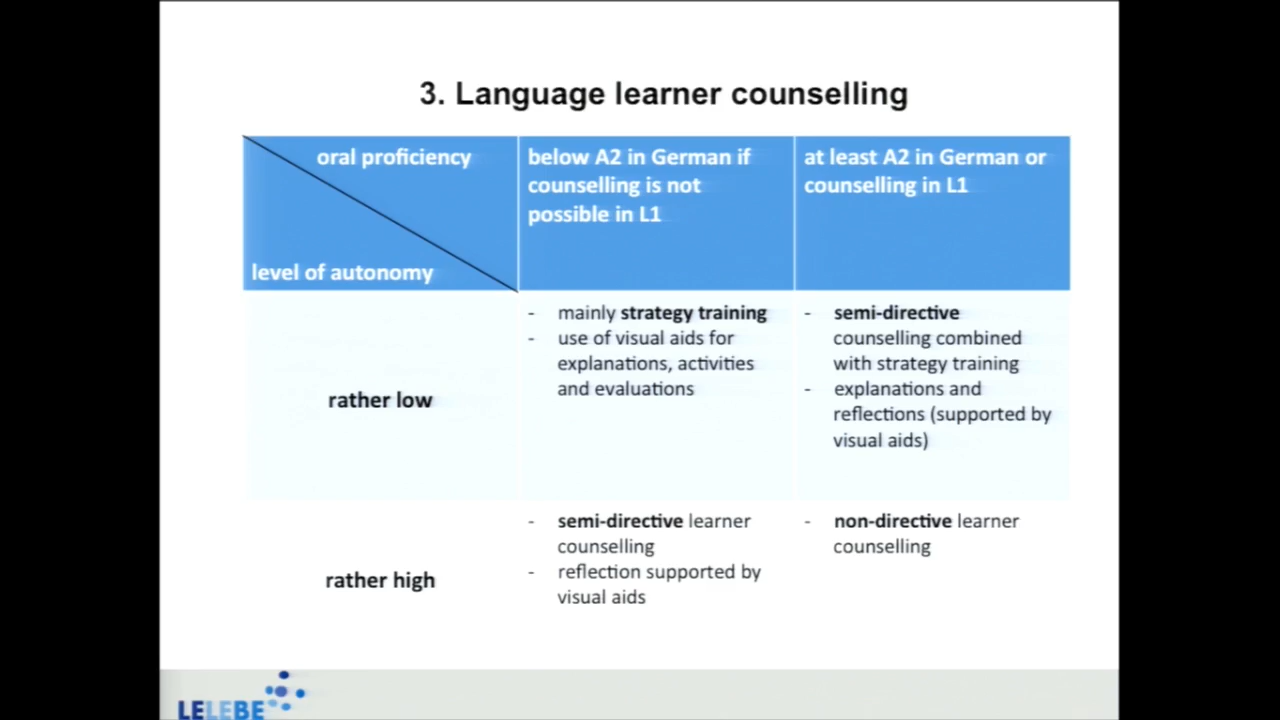 3. Language learner counselling
oral proficiency
level of autonomy
below A2 in German if
counselling is not
possible in L1
at least A2 in German or
counselling in L1
rather low
- mainly strategy training
- use of visual aids for
explanations, activities
and evaluations
- semi-directive
counselling combined
with strategy training
- explanations and
reflections (supported by
visual aids)
rather high
- semi-directive learner
counselling
- reflection supported by
visual aids
- non-directive learner
counselling
LELEBE